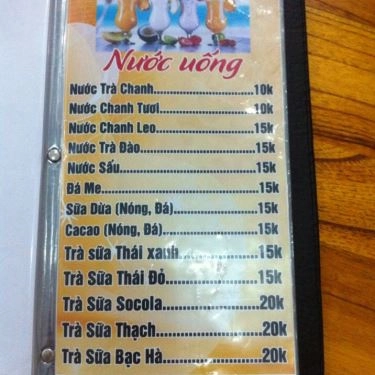 Nước uống
Nước Trà Chanh.......................10k
Nước Chanh Tươi......................10k
Nước Chanh Leo.......................15k
Nước Trà Đào...........................15k
Nước Sấu.................................15k
Đá Me......................................15k
Sữa Dừa (Nóng, Đá)...................15k
Cacao (Nóng, Đá)......................15k
Trà sữa Thái xanh..................15k
Trà Sữa Thái Đỏ.....................15k
Trà Sữa Socola.......................20k
Trà Sữa Thạch........................20k
Trà Sữa Bạc Hà......................20k